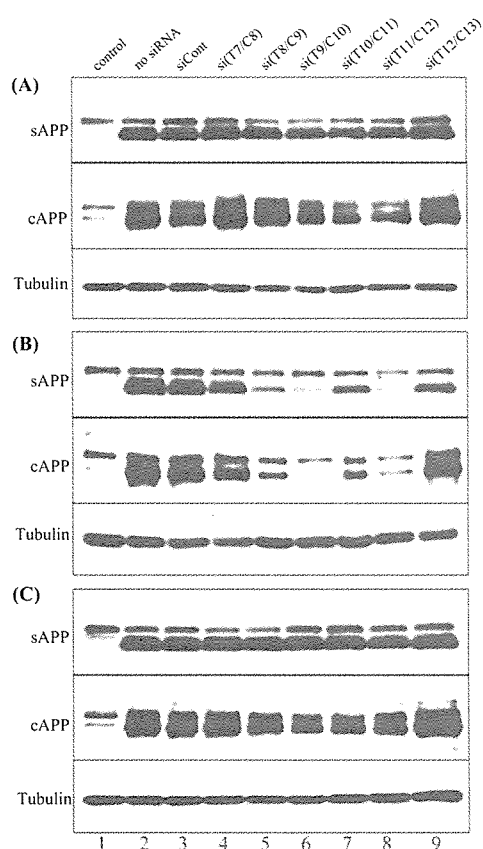 control no siRNA siCont si(T7/C8) si(T8/C9) si(T9/C10) si(T10/C11) si(T11/C12) si(T12/C13)
(A)
sAPP
cAPP
Tubulin
(B)
sAPP
cAPP
Tubulin
(C)
sAPP
cAPP
Tubulin
1 2 3 4 5 6 7 8 9